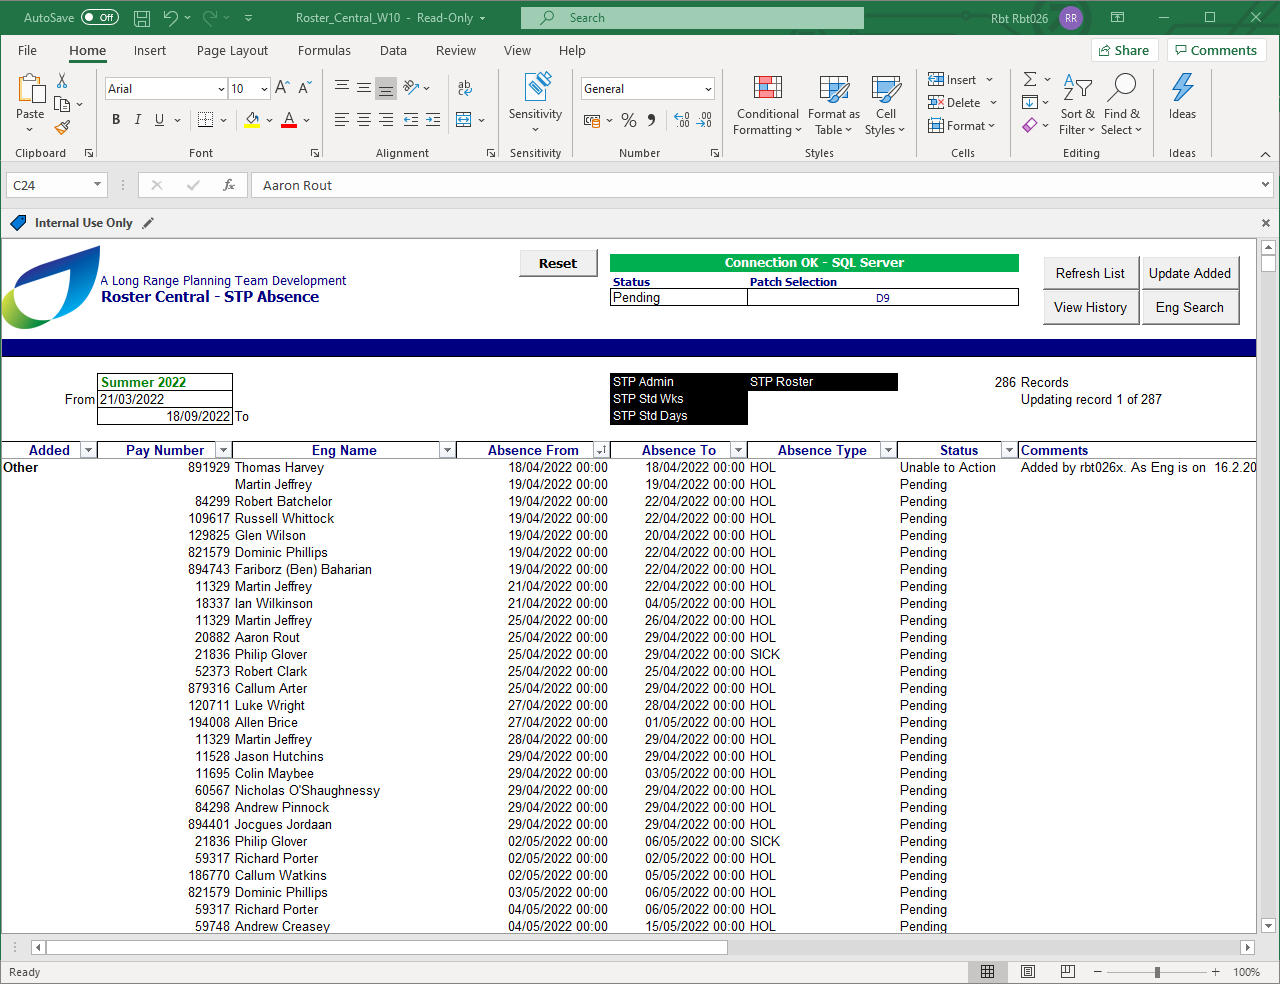 AutoSave Off Roster_Central_W10 - Read-Only Search Rbt Rbt026 RR
File Home Insert Page Layout Formulas Data Review View Help Share Comments
Arial 10 General
Paste Sensitivity Conditional Formatting Format as Table Cell Styles Insert Delete Format Sort & Filter Find & Select Ideas
Clipboard Font Alignment Sensitivity Number Styles Cells Editing Ideas
C24 fx Aaron Rout
Internal Use Only
A Long Range Planning Team Development
Roster Central - STP Absence
Reset
Connection OK - SQL Server
Status Patch Selection
Pending D9
Refresh List Update Added
View History Eng Search
Summer 2022 STP Admin STP Roster 286 Records
From 21/03/2022 STP Std Wks Updating record 1 of 287
18/09/2022 To STP Std Days
Added Pay Number Eng Name Absence From Absence To Absence Type Status Comments
Other 891929 Thomas Harvey 18/04/2022 00:00 18/04/2022 00:00 HOL Unable to Action Added by rbt026x. As Eng is on 16.2.20
Martin Jeffrey 19/04/2022 00:00 19/04/2022 00:00 HOL Pending
84299 Robert Batchelor 19/04/2022 00:00 22/04/2022 00:00 HOL Pending
109617 Russell Whittock 19/04/2022 00:00 22/04/2022 00:00 HOL Pending
129825 Glen Wilson 19/04/2022 00:00 20/04/2022 00:00 HOL Pending
821579 Dominic Phillips 19/04/2022 00:00 22/04/2022 00:00 HOL Pending
894743 Fariborz (Ben) Baharian 19/04/2022 00:00 22/04/2022 00:00 HOL Pending
11329 Martin Jeffrey 21/04/2022 00:00 22/04/2022 00:00 HOL Pending
18337 Ian Wilkinson 21/04/2022 00:00 04/05/2022 00:00 HOL Pending
11329 Martin Jeffrey 25/04/2022 00:00 26/04/2022 00:00 HOL Pending
20882 Aaron Rout 25/04/2022 00:00 29/04/2022 00:00 HOL Pending
21836 Philip Glover 25/04/2022 00:00 29/04/2022 00:00 SICK Pending
52373 Robert Clark 25/04/2022 00:00 25/04/2022 00:00 HOL Pending
879316 Callum Arter 25/04/2022 00:00 29/04/2022 00:00 HOL Pending
120711 Luke Wright 27/04/2022 00:00 28/04/2022 00:00 HOL Pending
194008 Allen Brice 27/04/2022 00:00 01/05/2022 00:00 HOL Pending
11329 Martin Jeffrey 28/04/2022 00:00 29/04/2022 00:00 HOL Pending
11528 Jason Hutchins 29/04/2022 00:00 29/04/2022 00:00 HOL Pending
11695 Colin Maybee 29/04/2022 00:00 03/05/2022 00:00 HOL Pending
60567 Nicholas O'Shaughnessy 29/04/2022 00:00 29/04/2022 00:00 HOL Pending
84298 Andrew Pinnock 29/04/2022 00:00 29/04/2022 00:00 HOL Pending
894401 Jocgues Jordaan 29/04/2022 00:00 29/04/2022 00:00 HOL Pending
21836 Philip Glover 02/05/2022 00:00 06/05/2022 00:00 SICK Pending
59317 Richard Porter 02/05/2022 00:00 02/05/2022 00:00 HOL Pending
186770 Callum Watkins 02/05/2022 00:00 05/05/2022 00:00 HOL Pending
821579 Dominic Phillips 03/05/2022 00:00 06/05/2022 00:00 HOL Pending
59317 Richard Porter 04/05/2022 00:00 06/05/2022 00:00 HOL Pending
59748 Andrew Creasey 04/05/2022 00:00 15/05/2022 00:00 HOL Pending
Ready 100%